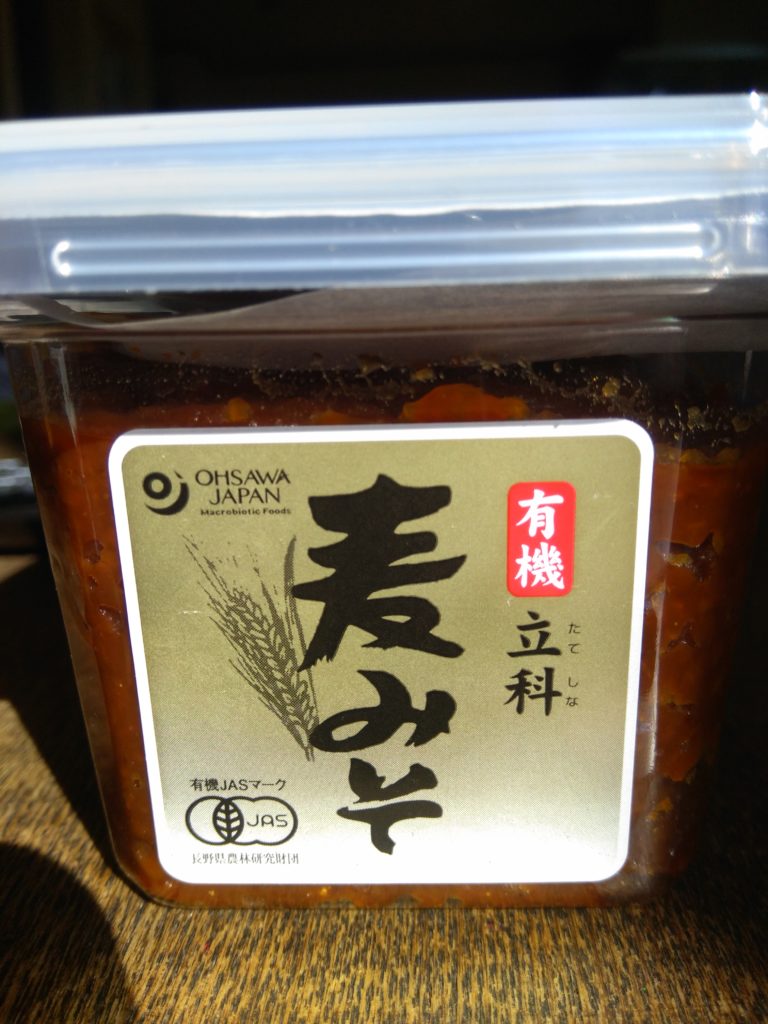 OHSAWA
JAPAN
Macrobiotic Foods
有機
立科
たてしな
麦みそ
有機JASマーク
JAS
長野県農林研究財団